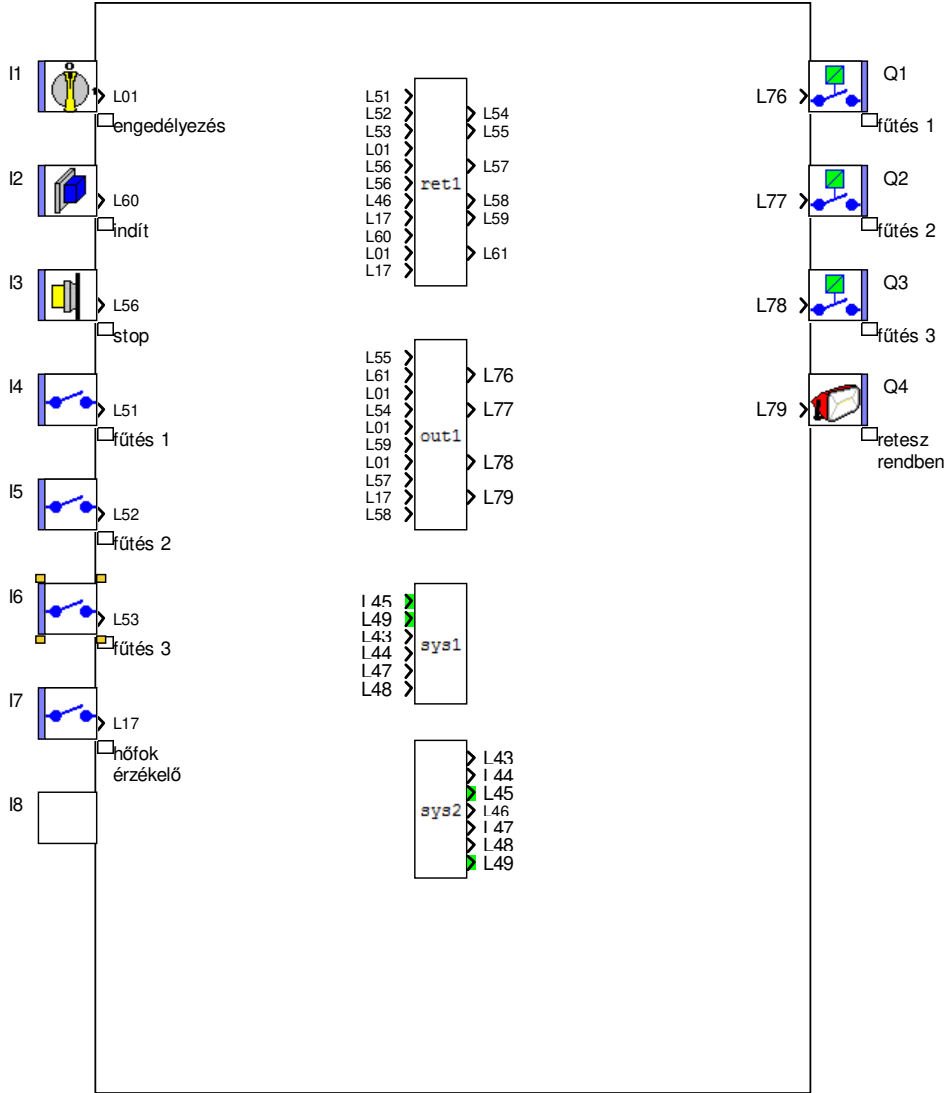 I1
L01
engedélyezés
I2
L60
indít
I3
L56
stop
I4
L51
fűtés 1
I5
L52
fűtés 2
I6
L53
fűtés 3
I7
L17
hőfok
érzékelő
I8
L51
L52
L53
L01
L56
L56
L46
L17
L60
L01
L17
ret1
L54
L55
L57
L58
L59
L61
L55
L61
L01
L54
L01
L59
L01
L57
L17
L58
out1
L76
L77
L78
L79
L45
L49
L43
L44
L47
L48
sys1
sys2
L43
L44
L45
L46
L47
L48
L49
L76
Q1
fűtés 1
L77
Q2
fűtés 2
L78
Q3
fűtés 3
L79
Q4
retesz
rendben